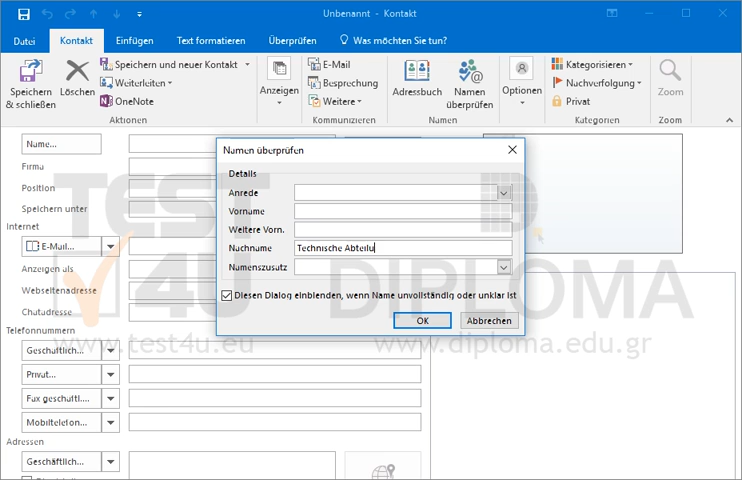 Unbenannt - Kontakt
Datei Kontakt Einfügen Text formatieren Überprüfen Was möchten Sie tun?
Speichern & schließen
Löschen
Speichern und neuer Kontakt
Weiterleiten
OneNote
Aktionen
Anzeigen
E-Mail
Besprechung
Weitere
Kommunizieren
Adressbuch
Namen überprüfen
Namen
Optionen
Kategorisieren
Nachverfolgung
Privat
Kategorien
Zoom
Zoom
Name...
Firma
Position
Speichern unter
Internet
E-Mail...
Anzeigen als
Webseitenadresse
Chatadresse
Telefonnummern
Geschäftlich...
Privat...
Fax geschäftl....
Mobiltelefon...
Adressen
Geschäftlich...
Namen überprüfen
Details
Anrede
Vorname
Weitere Vorn.
Nachname Technische Abteilu
Namenszusatz
Diesen Dialog einblenden, wenn Name unvollständig oder unklar ist
OK Abbrechen
TEST
4U
www.test4u.eu
DIPLOMA
www.diploma.edu.gr